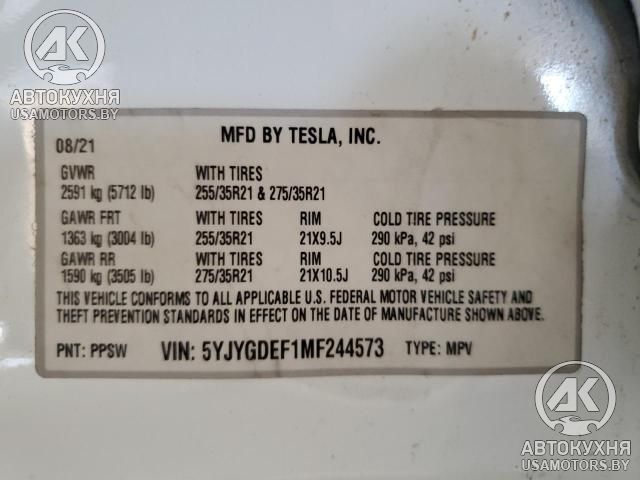 AK
АВТОКУХНЯ
USAMOTORS.BY
08/21
MFD BY TESLA, INC.
GVWR WITH TIRES
2591 kg (5712 lb) 255/35R21 & 275/35R21
GAWR FRT WITH TIRES RIM COLD TIRE PRESSURE
1363 kg (3004 lb) 255/35R21 21X9.5J 290 kPa, 42 psi
GAWR RR WITH TIRES RIM COLD TIRE PRESSURE
1590 kg (3505 lb) 275/35R21 21X10.5J 290 kPa, 42 psi
THIS VEHICLE CONFORMS TO ALL APPLICABLE U.S. FEDERAL MOTOR VEHICLE SAFETY AND
THEFT PREVENTION STANDARDS IN EFFECT ON THE DATE OF MANUFACTURE SHOWN ABOVE.
PNT: PPSW VIN: 5YJYGDEF1MF244573 TYPE: MPV
AK
АВТОКУХНЯ
USAMOTORS.BY